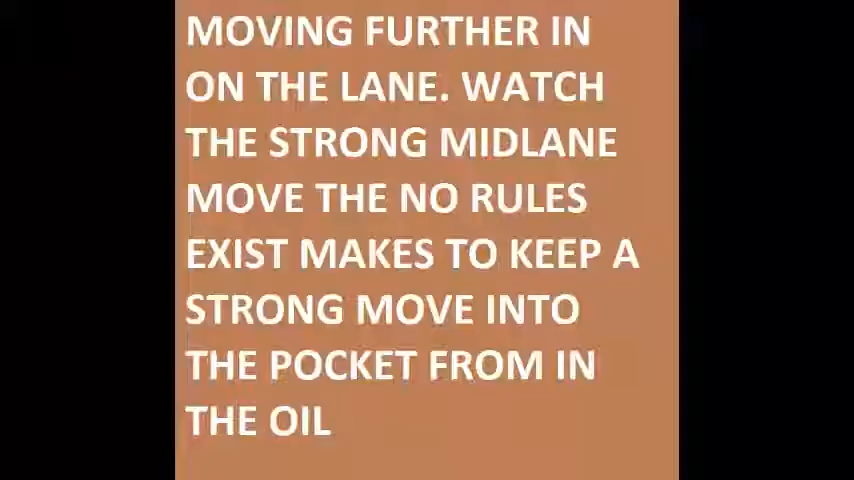 MOVING FURTHER IN
ON THE LANE. WATCH
THE STRONG MIDLANE
MOVE THE NO RULES
EXIST MAKES TO KEEP A
STRONG MOVE INTO
THE POCKET FROM IN
THE OIL